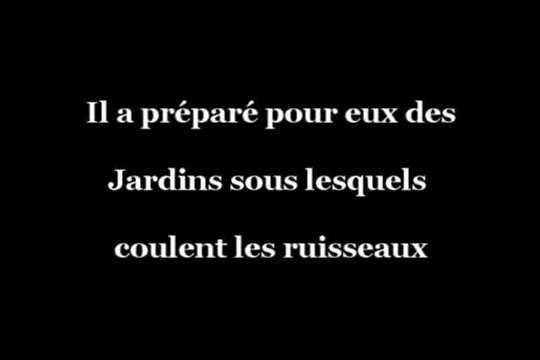 Il a préparé pour eux des
Jardins sous lesquels
coulent les ruisseaux